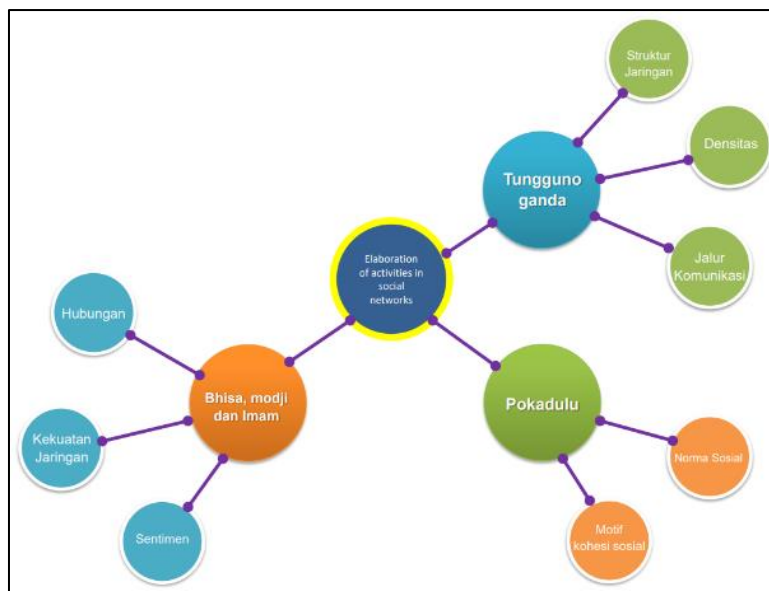 Struktur
Jaringan
Densitas
Tungguno
ganda
Jalur
Komunikasi
Elaboration
of activities in
social
networks
Hubungan
Bhisa, modji
dan Imam
Kekuatan
Jaringan
Sentimen
Pokadulu
Norma Sosial
Motif
kohesi sosial